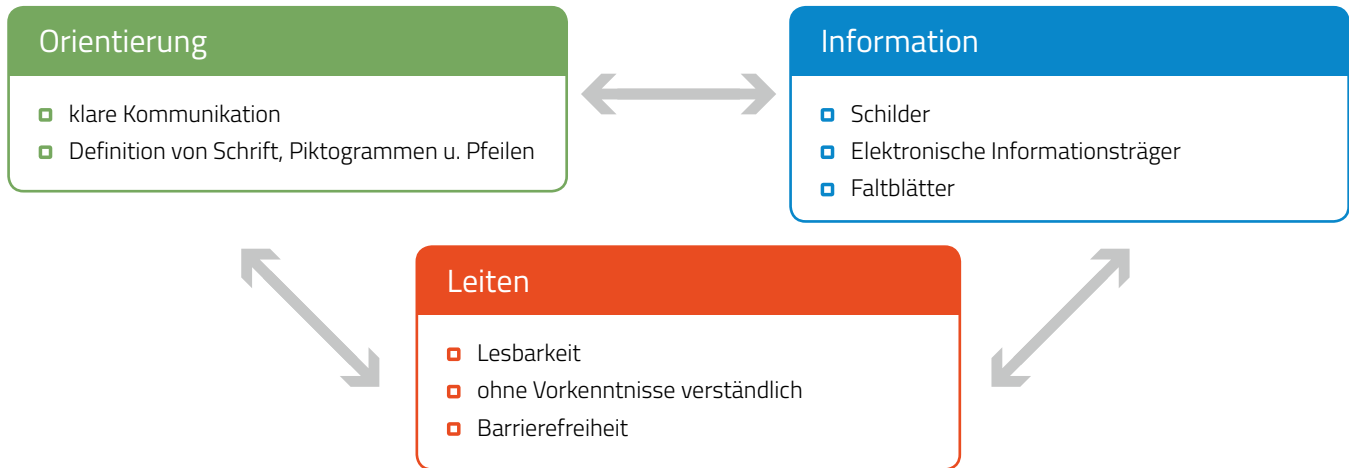 Orientierung
klare Kommunikation
Definition von Schrift, Piktogrammen u. Pfeilen
Information
Schilder
Elektronische Informationsträger
Faltblätter
Leiten
Lesbarkeit
ohne Vorkenntnisse verständlich
Barrierefreiheit